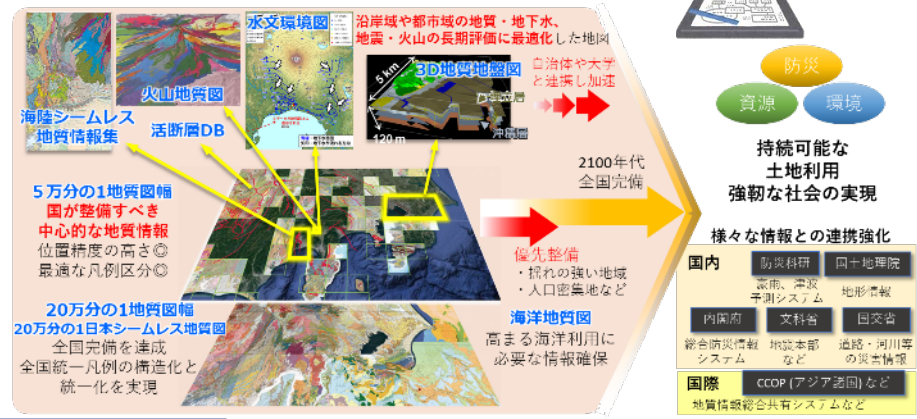 水文環境図
沿岸域や都市域の地質・地下水、
地震・火山の長期評価に最適化した地図
火山地質図
3D地質地盤図
5 km
120 m
沖積層
自治体や大学
と連携し加速
海陸シームレス
地質情報集
活断層DB
5万分の1地質図幅
国が整備すべき
中心的な地質情報
位置精度の高さ◎
最適な凡例区分◎
2100年代
全国完備
優先整備
・揺れの強い地域
・人口密集地など
20万分の1地質図幅
20万分の1日本シームレス地質図
全国完備を達成
全国統一凡例の構造化と
統一化を実現
海洋地質図
高まる海洋利用に
必要な情報確保
防災
資源
環境
持続可能な
土地利用
強靭な社会の実現
様々な情報との連携強化
国内
防災科研
国土地理院
豪雨、津波
予測システム
地形情報
内閣府
文科省
国交省
総合防災情報
システム
地震本部
など
道路・河川等
の災害情報
国際
CCOP (アジア諸国) など
地質情報総合共有システムなど